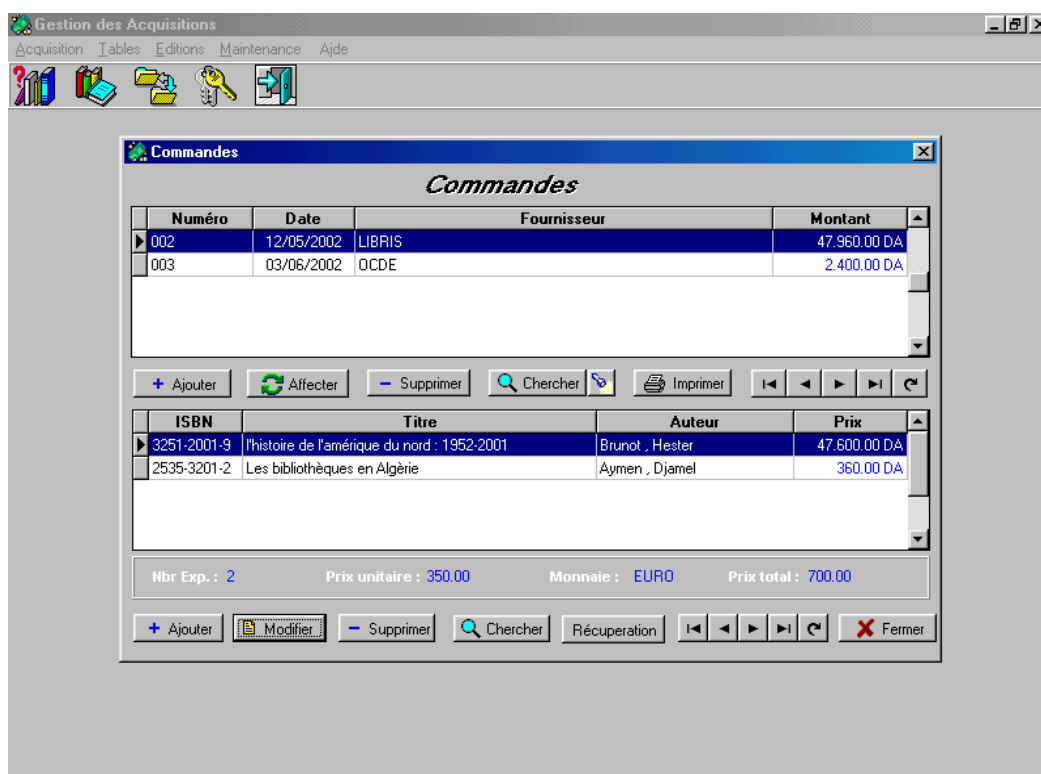 Gestion des Acquisitions
Acquisition Tables Editions Maintenance Ajde
Commandes
Commandes
Numéro Date Fournisseur Montant
002 12/05/2002 LIBRIS 47.960.00 DA
003 03/06/2002 OCDE 2.400.00 DA
+ Ajouter Affecter − Supprimer Chercher Imprimer
ISBN Titre Auteur Prix
3251-2001-9 l'histoire de l'amérique du nord : 1952-2001 Brunot , Hester 47.600.00 DA
2535-3201-2 Les bibliothèques en Algèrie Aymen , Djamel 360.00 DA
Nbr Exp. : 2 Prix unitaire : 350.00 Monnaie : EURO Prix total : 700.00
+ Ajouter Modifier − Supprimer Chercher Récuperation Fermer